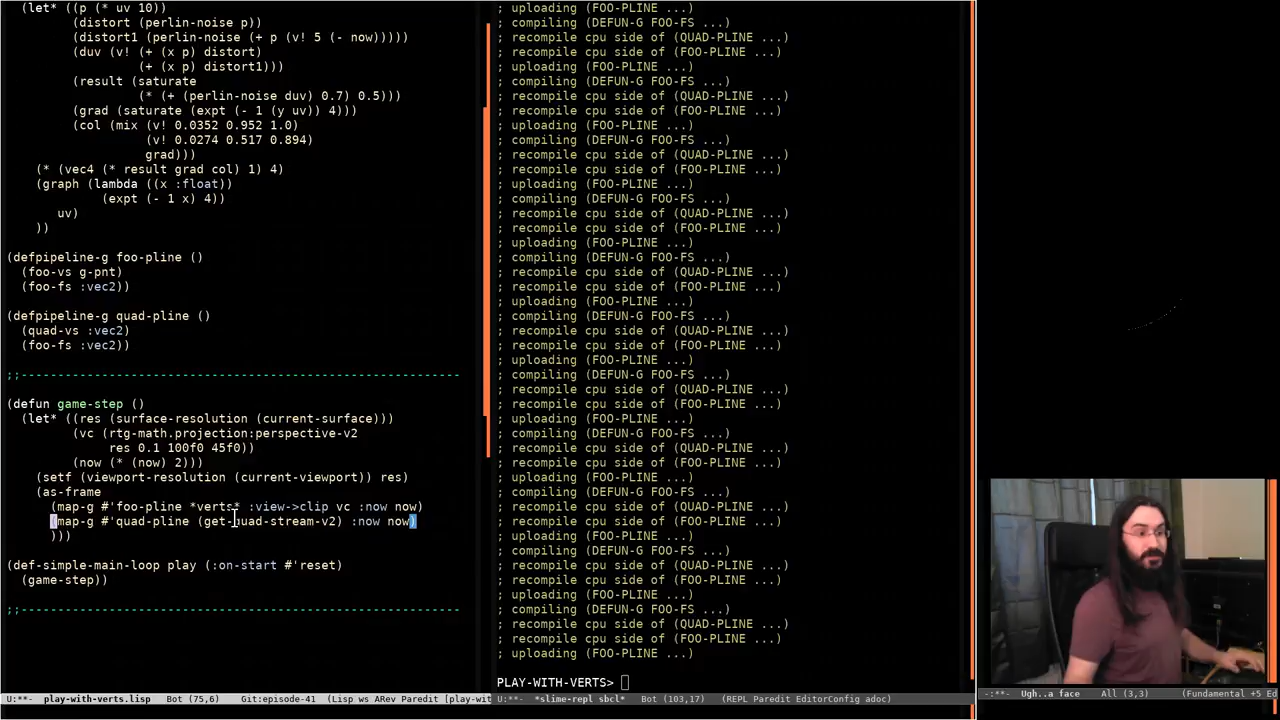 (let* ((p (* uv 10))
(distort (perlin-noise p))
(distort1 (perlin-noise (+ p (v! 5 (- now)))))
(duv (v! (+ (x p) distort)
(+ (x p) distort1)))
(result (saturate
(* (+ (perlin-noise duv) 0.7) 0.5)))
(grad (saturate (expt (- 1 (y uv)) 4)))
(col (mix (v! 0.0352 0.952 1.0)
(v! 0.0274 0.517 0.894)
grad)))
(* (vec4 (* result grad col) 1) 4)
(graph (lambda ((x :float))
(expt (- 1 x) 4))
uv)
))
(defpipeline-g foo-pline ()
(foo-vs g-pnt)
(foo-fs :vec2))
(defpipeline-g quad-pline ()
(quad-vs :vec2)
(foo-fs :vec2))
;;--------------------------------------------------------------
(defun game-step ()
(let* ((res (surface-resolution (current-surface)))
(vc (rtg-math.projection:perspective-v2
res 0.1 100f0 45f0))
(now (* (now) 2)))
(setf (viewport-resolution (current-viewport)) res)
(as-frame
(map-g #'foo-pline *verts* :view->clip vc :now now)
(map-g #'quad-pline (get-quad-stream-v2) :now now)
)))
(def-simple-main-loop play (:on-start #'reset)
(game-step))
;;--------------------------------------------------------------
U:**- play-with-verts.lisp Bot (75,6) Git:episode-41 (Lisp ws ARev Paredit [play-wit
; uploading (FOO-PLINE ...)
; compiling (DEFUN-G FOO-FS ...)
; recompile cpu side of (QUAD-PLINE ...)
; recompile cpu side of (FOO-PLINE ...)
; uploading (FOO-PLINE ...)
; compiling (DEFUN-G FOO-FS ...)
; recompile cpu side of (QUAD-PLINE ...)
; recompile cpu side of (FOO-PLINE ...)
; uploading (FOO-PLINE ...)
; compiling (DEFUN-G FOO-FS ...)
; recompile cpu side of (QUAD-PLINE ...)
; recompile cpu side of (FOO-PLINE ...)
; uploading (FOO-PLINE ...)
; compiling (DEFUN-G FOO-FS ...)
; recompile cpu side of (QUAD-PLINE ...)
; recompile cpu side of (FOO-PLINE ...)
; uploading (FOO-PLINE ...)
; compiling (DEFUN-G FOO-FS ...)
; recompile cpu side of (QUAD-PLINE ...)
; recompile cpu side of (FOO-PLINE ...)
; uploading (FOO-PLINE ...)
; compiling (DEFUN-G FOO-FS ...)
; recompile cpu side of (QUAD-PLINE ...)
; recompile cpu side of (FOO-PLINE ...)
; uploading (FOO-PLINE ...)
; compiling (DEFUN-G FOO-FS ...)
; recompile cpu side of (QUAD-PLINE ...)
; recompile cpu side of (FOO-PLINE ...)
; uploading (FOO-PLINE ...)
; compiling (DEFUN-G FOO-FS ...)
; recompile cpu side of (QUAD-PLINE ...)
; recompile cpu side of (FOO-PLINE ...)
; uploading (FOO-PLINE ...)
; compiling (DEFUN-G FOO-FS ...)
; recompile cpu side of (QUAD-PLINE ...)
; recompile cpu side of (FOO-PLINE ...)
; uploading (FOO-PLINE ...)
; compiling (DEFUN-G FOO-FS ...)
; recompile cpu side of (QUAD-PLINE ...)
; recompile cpu side of (FOO-PLINE ...)
; uploading (FOO-PLINE ...)
; compiling (DEFUN-G FOO-FS ...)
; recompile cpu side of (QUAD-PLINE ...)
; recompile cpu side of (FOO-PLINE ...)
; uploading (FOO-PLINE ...)
PLAY-WITH-VERTS>
U:**- *slime-repl sbcl* Bot (103,17) (REPL Paredit EditorConfig adoc)
-:**- Ugh..a face All (3,3) (Fundamental +5 Ed